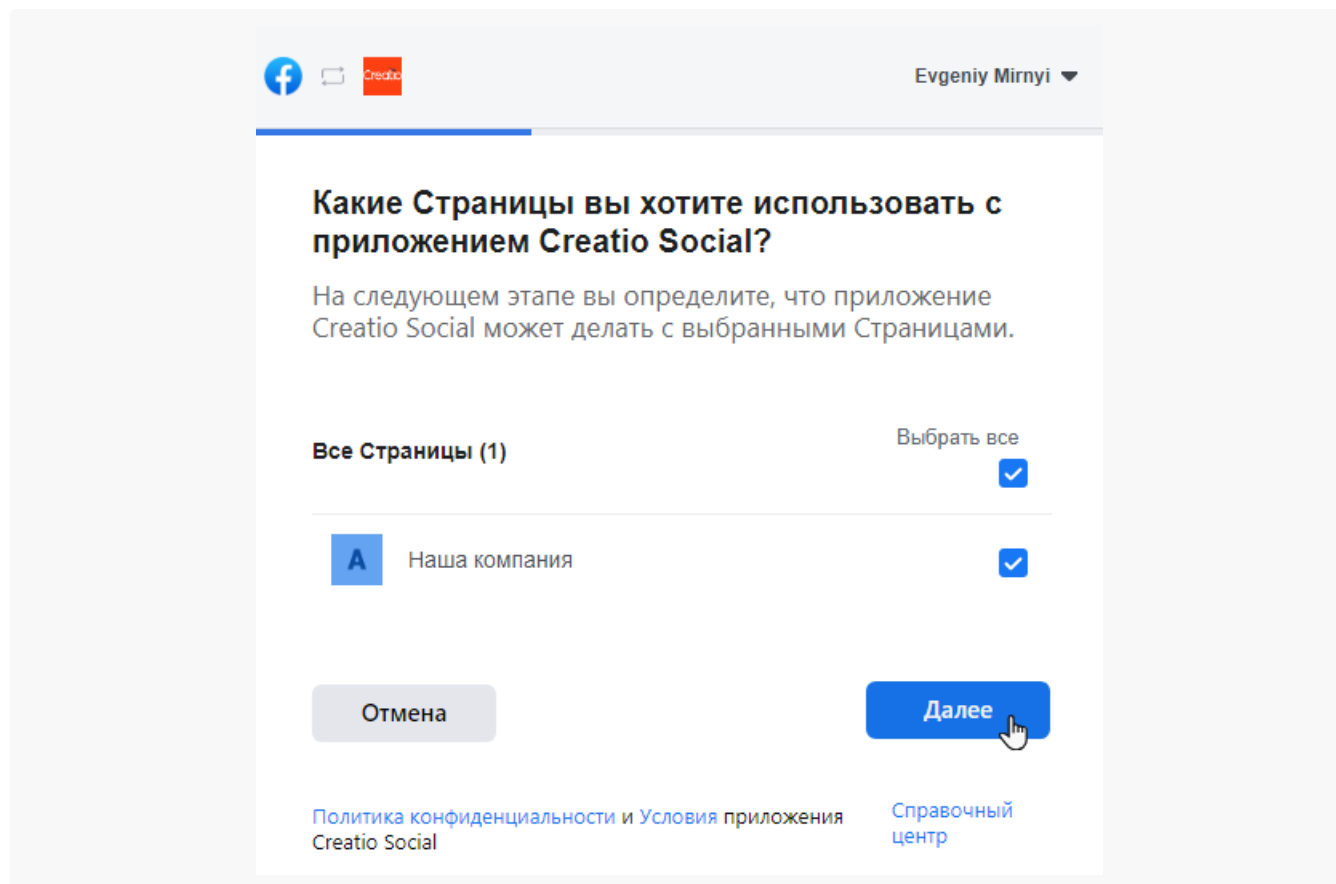 Creatio
Evgeniy Mirnyi
Какие Страницы вы хотите использовать с
приложением Creatio Social?
На следующем этапе вы определите, что приложение
Creatio Social может делать с выбранными Страницами.
Все Страницы (1)
Выбрать все
A
Наша компания
Отмена
Далее
Политика конфиденциальности и Условия приложения
Creatio Social
Справочный
центр